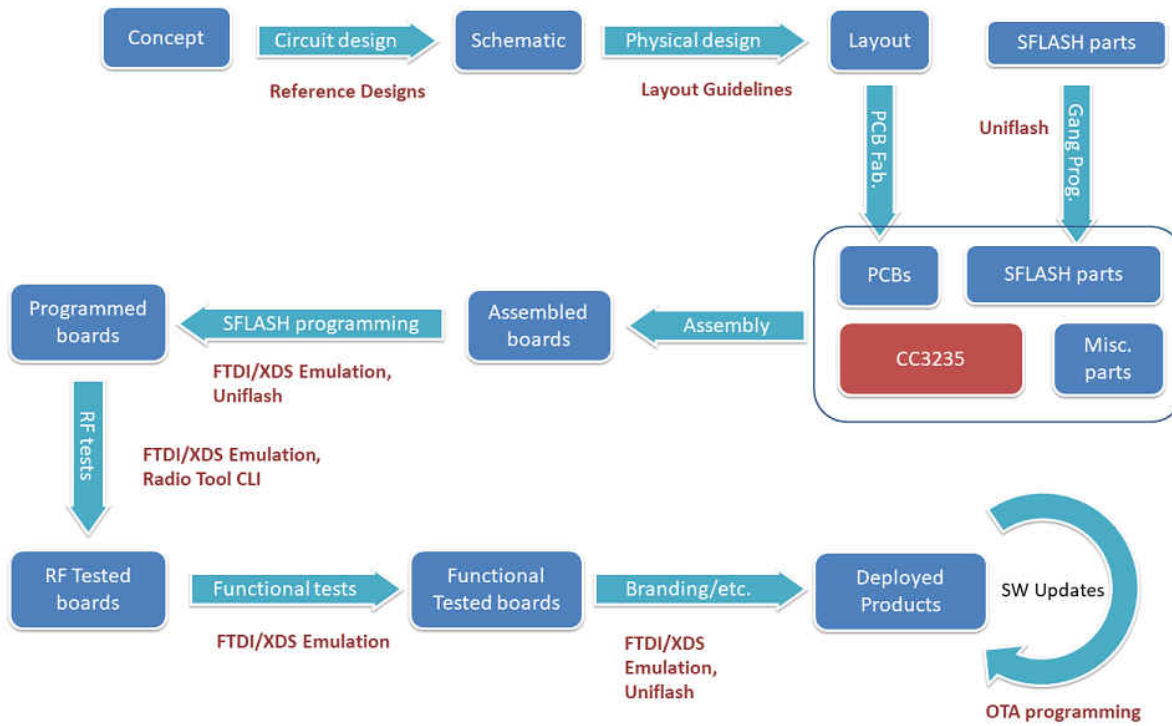 Concept
Circuit design
Schematic
Physical design
Layout
SFLASH parts
Reference Designs
Layout Guidelines
Uniflash
PCB Fab.
Gang Prog.
PCBs
SFLASH parts
CC3235
Misc.
parts
Assembly
Assembled
boards
SFLASH programming
Programmed
boards
FTDI/XDS Emulation,
Uniflash
RF tests
FTDI/XDS Emulation,
Radio Tool CLI
RF Tested
boards
Functional tests
FTDI/XDS Emulation
Functional
Tested boards
Branding/etc.
FTDI/XDS
Emulation,
Uniflash
Deployed
Products
SW Updates
OTA programming